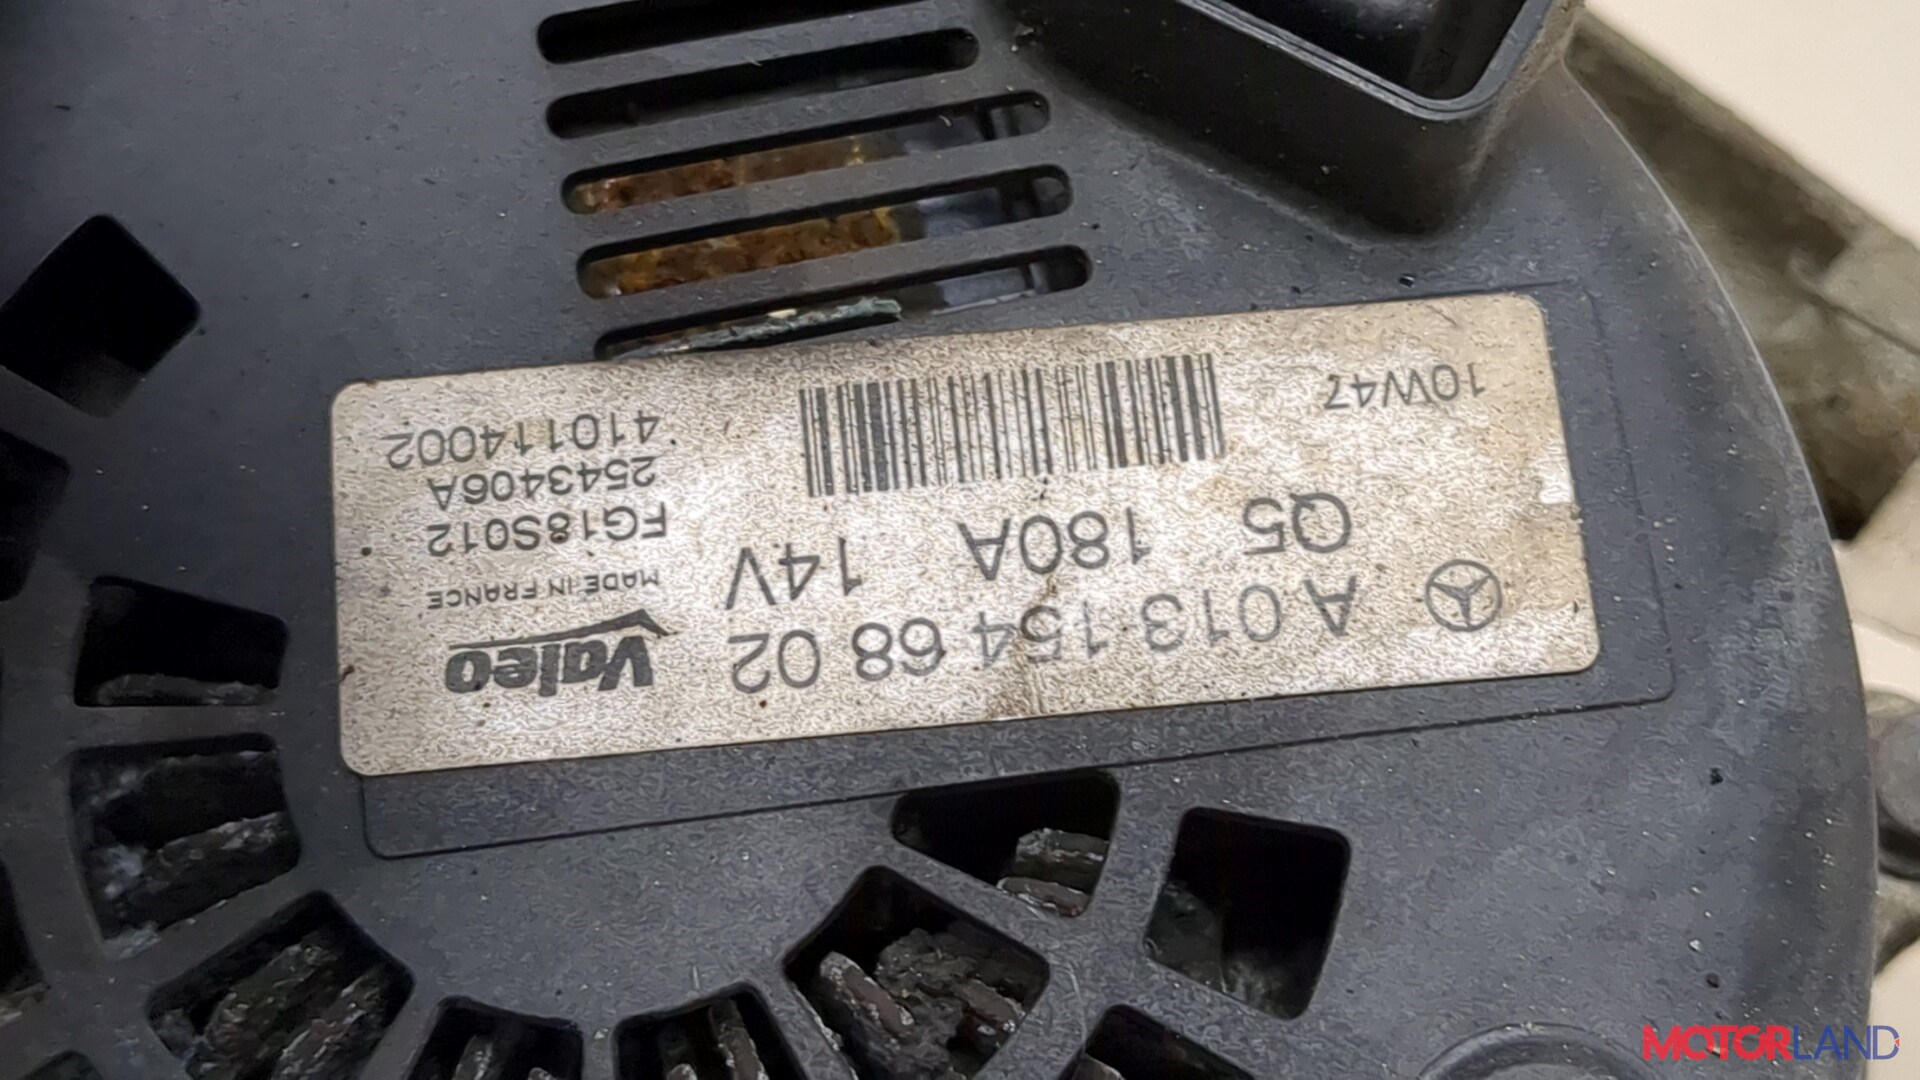 A 013 154 68 02
Q5 180A 14V
10W47
Valeo
MADE IN FRANCE
FG18S012
2543406A
410114002
MOTORLAND